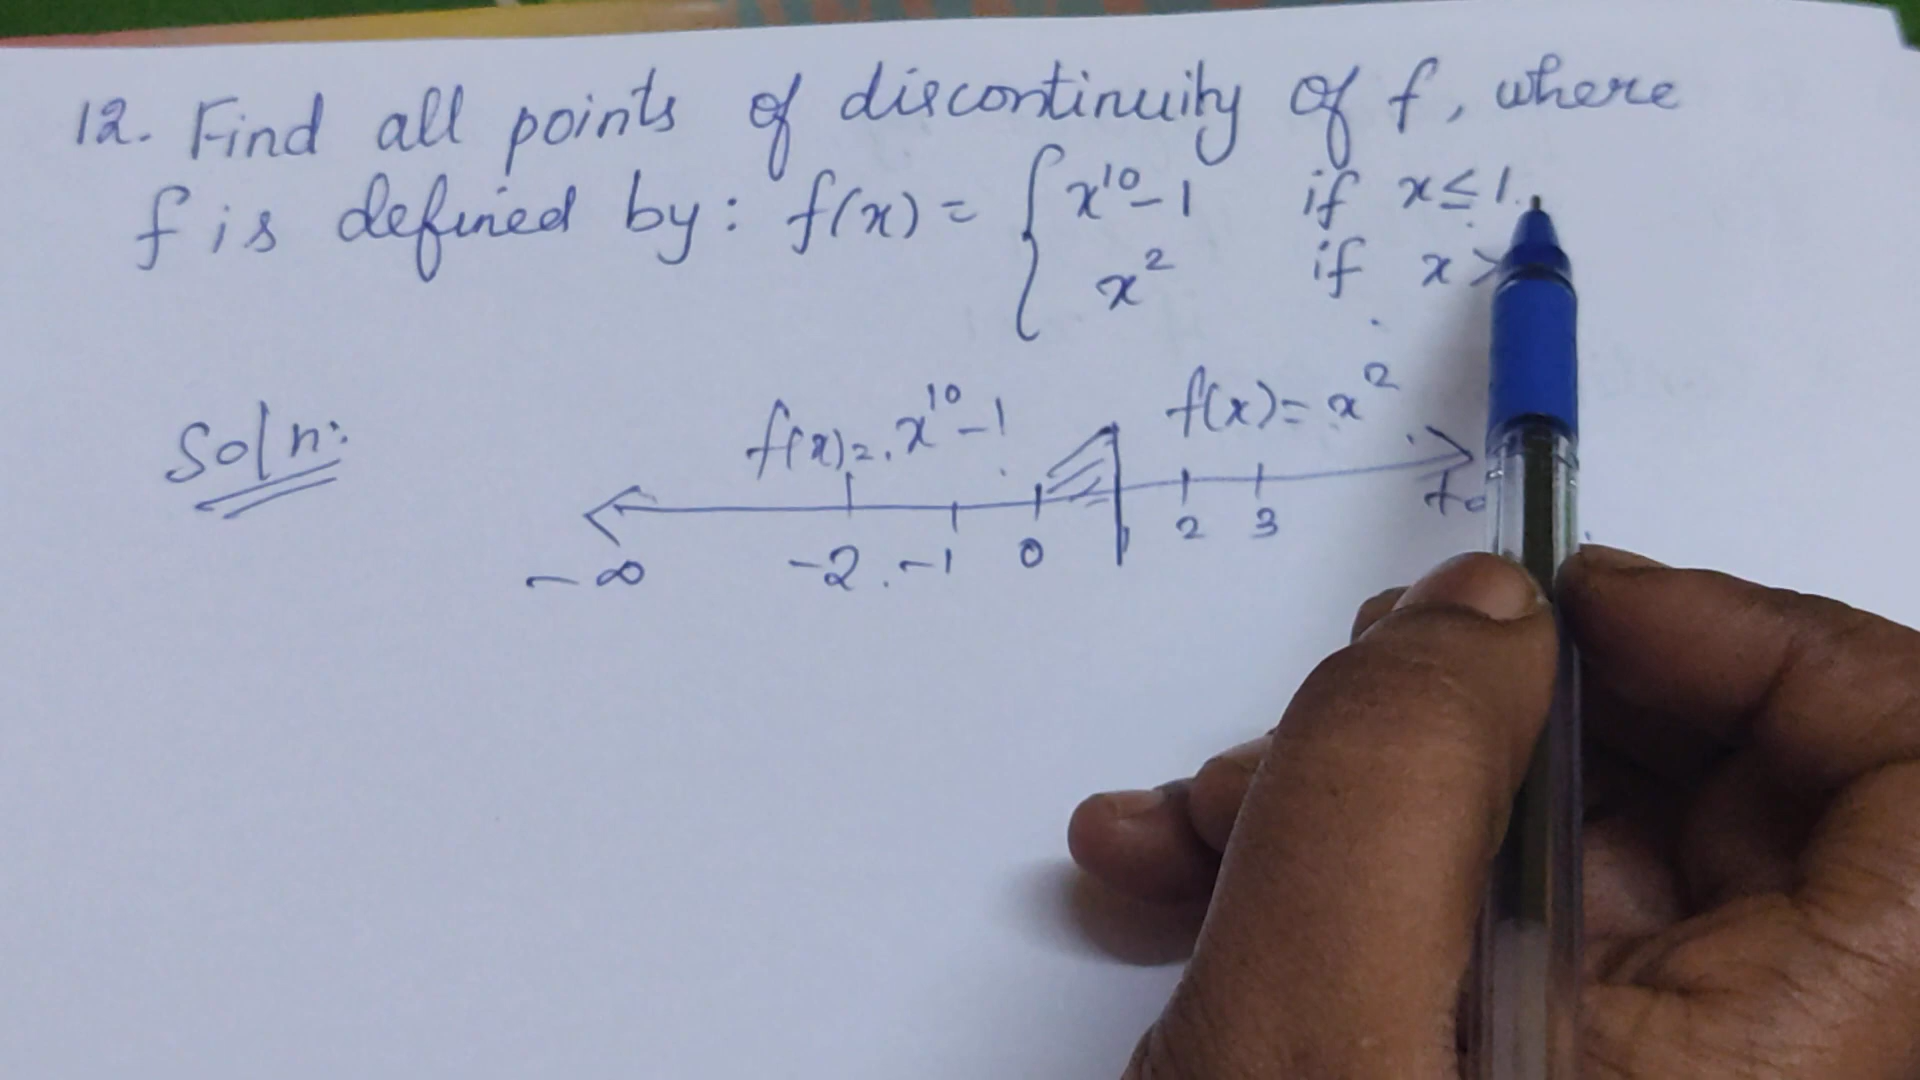 12. Find all points of discontinuity of f, where
f is defined by: f(x) = { x¹⁰-1 if x≤1
x² if x>
Soln:
f(x)=x¹⁰-1 f(x)=x²
-∞ -2 -1 0 1 2 3